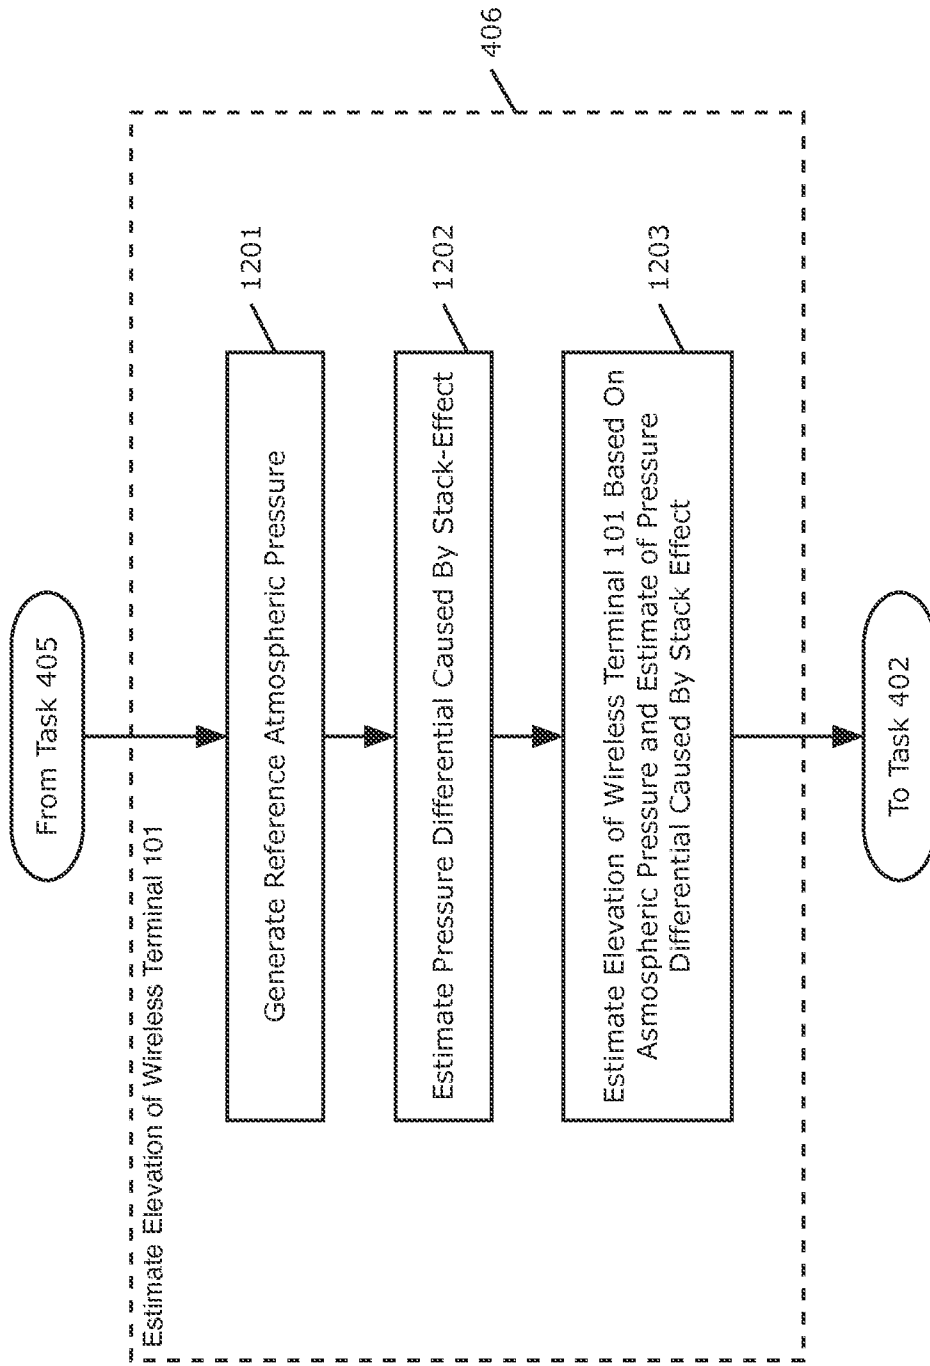 From Task 405
Estimate Elevation of Wireless Terminal 101
406
1201
Generate Reference Atmospheric Pressure
1202
Estimate Pressure Differential Caused By Stack-Effect
1203
Estimate Elevation of Wireless Terminal 101 Based On
Asmospheric Pressure and Estimate of Pressure
Differential Caused By Stack Effect
To Task 402